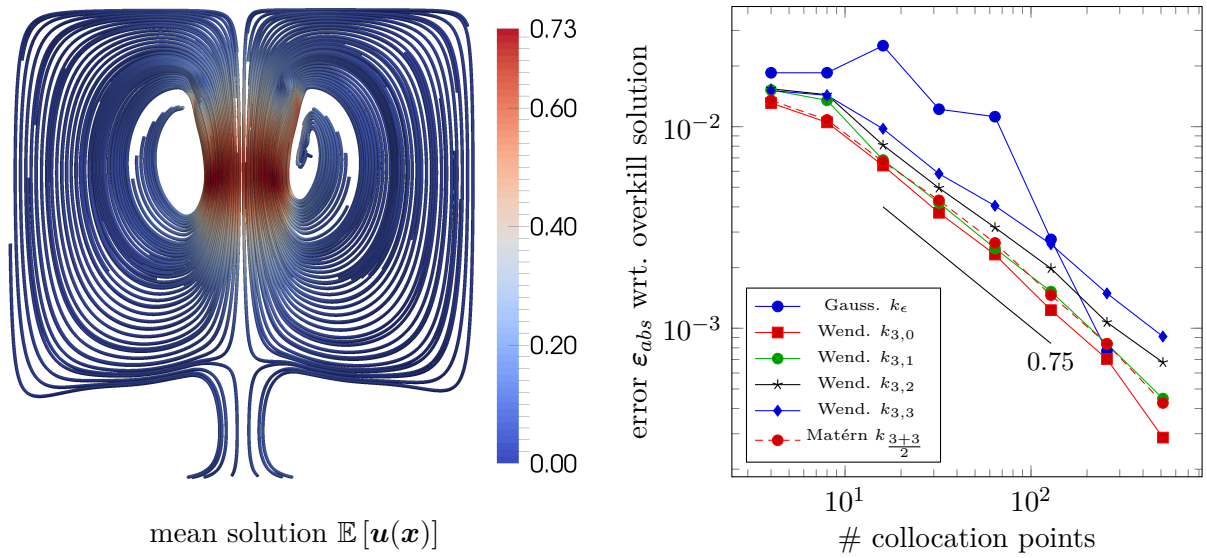 0.73
0.60
0.40
0.20
0.00
mean solution 𝔼 [u(x)]
error ε_abs wrt. overkill solution
10^−2
10^−3
Gauss. k_ϵ
Wend. k_{3,0}
Wend. k_{3,1}
Wend. k_{3,2}
Wend. k_{3,3}
Matérn k_{\frac{3+3}{2}}
0.75
10^1
10^2
# collocation points